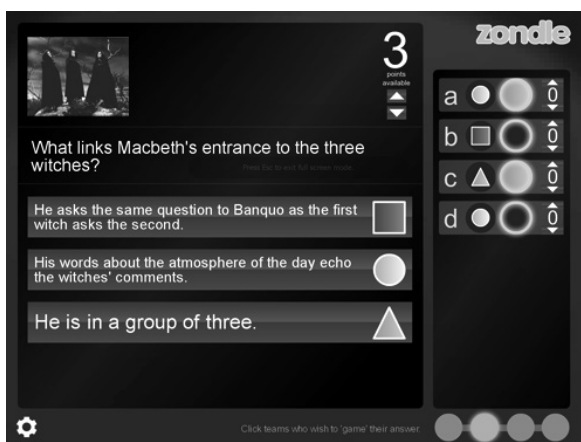 zondle
3
points
available
What links Macbeth's entrance to the three
witches?
Press Esc to exit full screen mode.
He asks the same question to Banquo as the first
witch asks the second.
His words about the atmosphere of the day echo
the witches' comments.
He is in a group of three.
a 0
b 0
c 0
d 0
Click teams who wish to 'game' their answer.